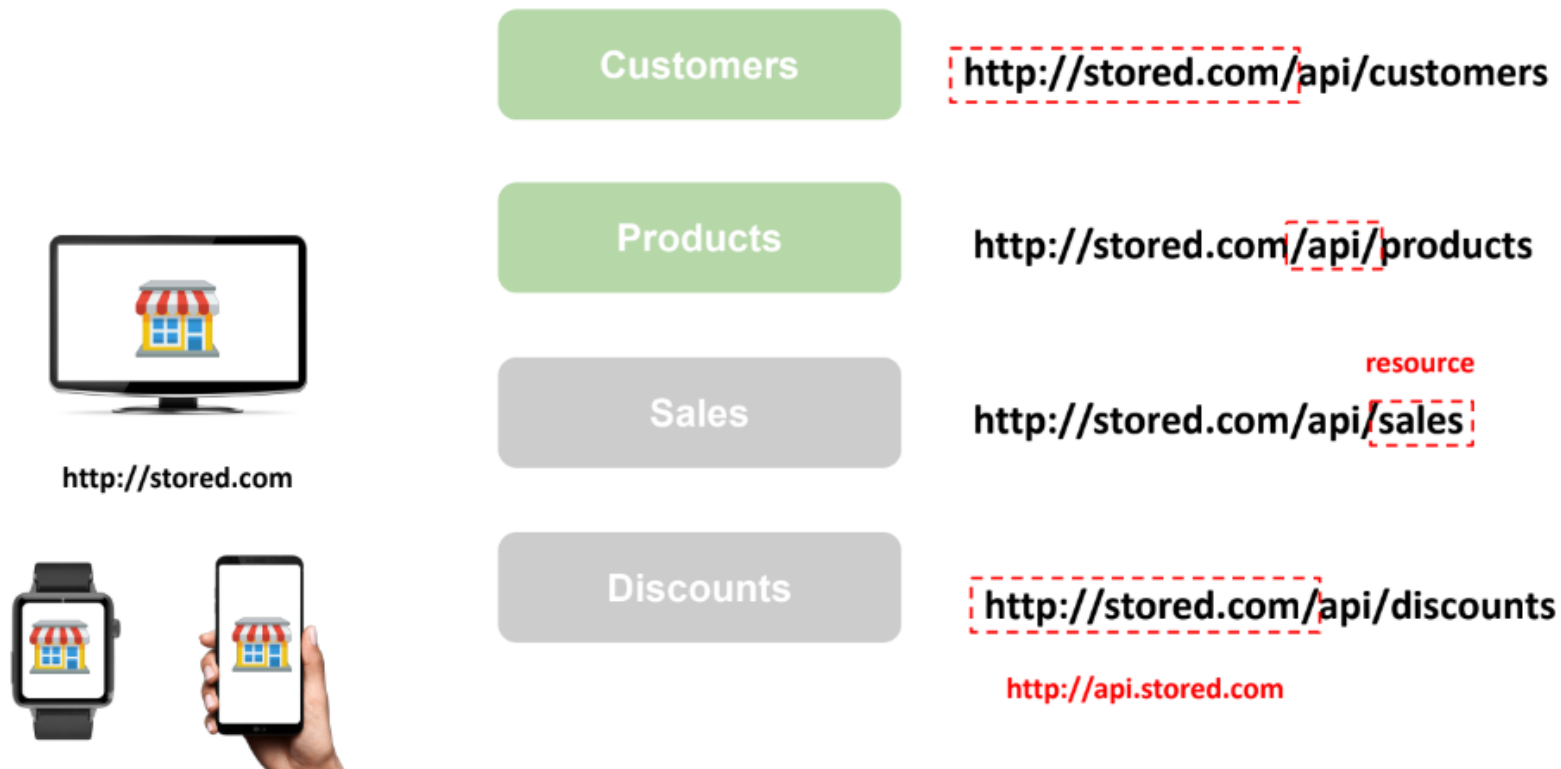 Customers
http://stored.com/api/customers
Products
http://stored.com/api/products
resource
Sales
http://stored.com/api/sales
http://stored.com
Discounts
http://stored.com/api/discounts
http://api.stored.com